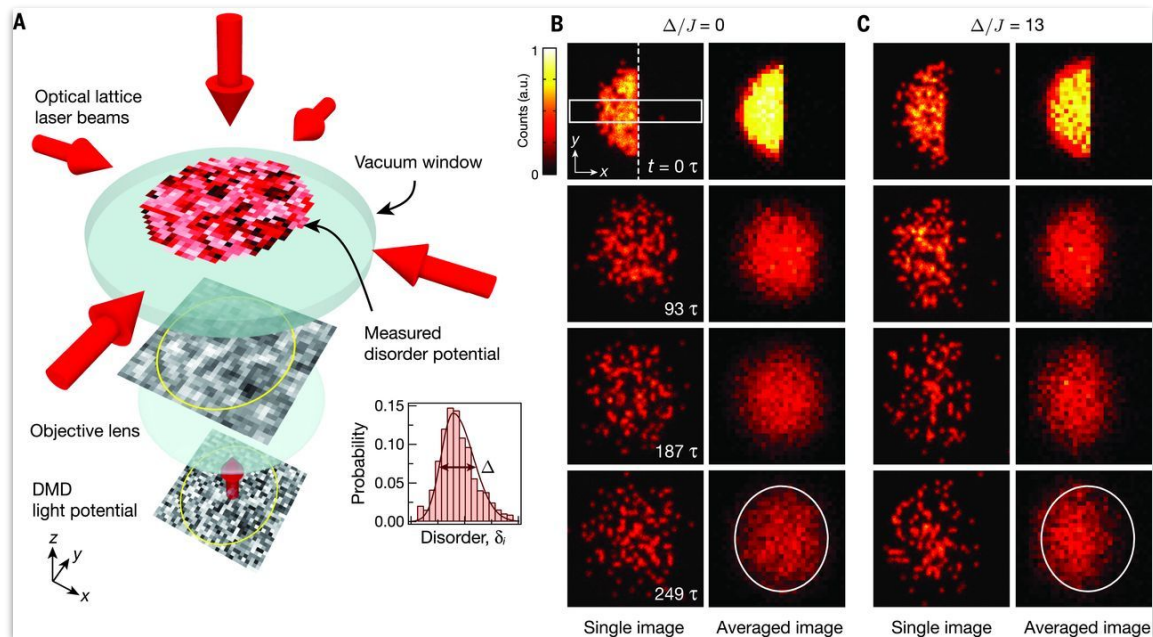 A
Optical lattice
laser beams
Vacuum window
Measured
disorder potential
Objective lens
DMD
light potential
z
y
x
Probability
0.15
0.10
0.05
0.00
Δ
Disorder, δᵢ
B
Δ/J = 0
Counts (a.u.)
1
0
y
x
t = 0 τ
93 τ
187 τ
249 τ
Single image
Averaged image
C
Δ/J = 13
Single image
Averaged image